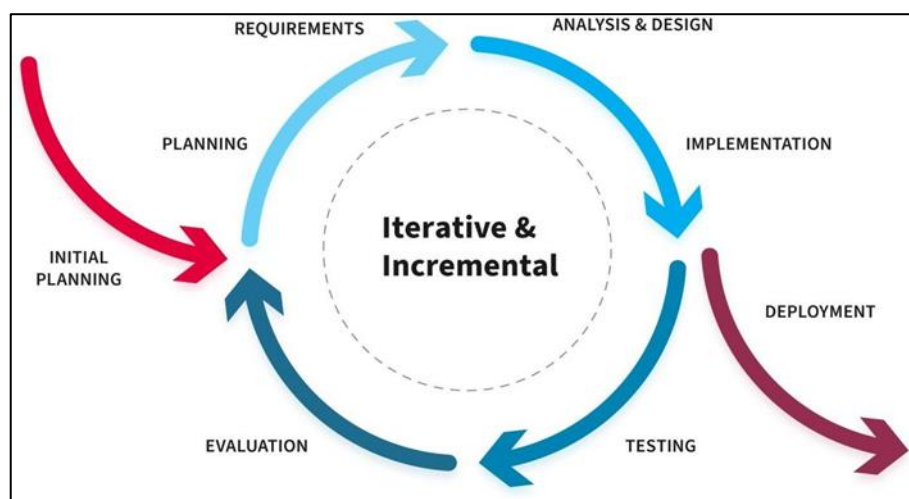 REQUIREMENTS
ANALYSIS & DESIGN
PLANNING
IMPLEMENTATION
Iterative &
Incremental
INITIAL
PLANNING
DEPLOYMENT
EVALUATION
TESTING